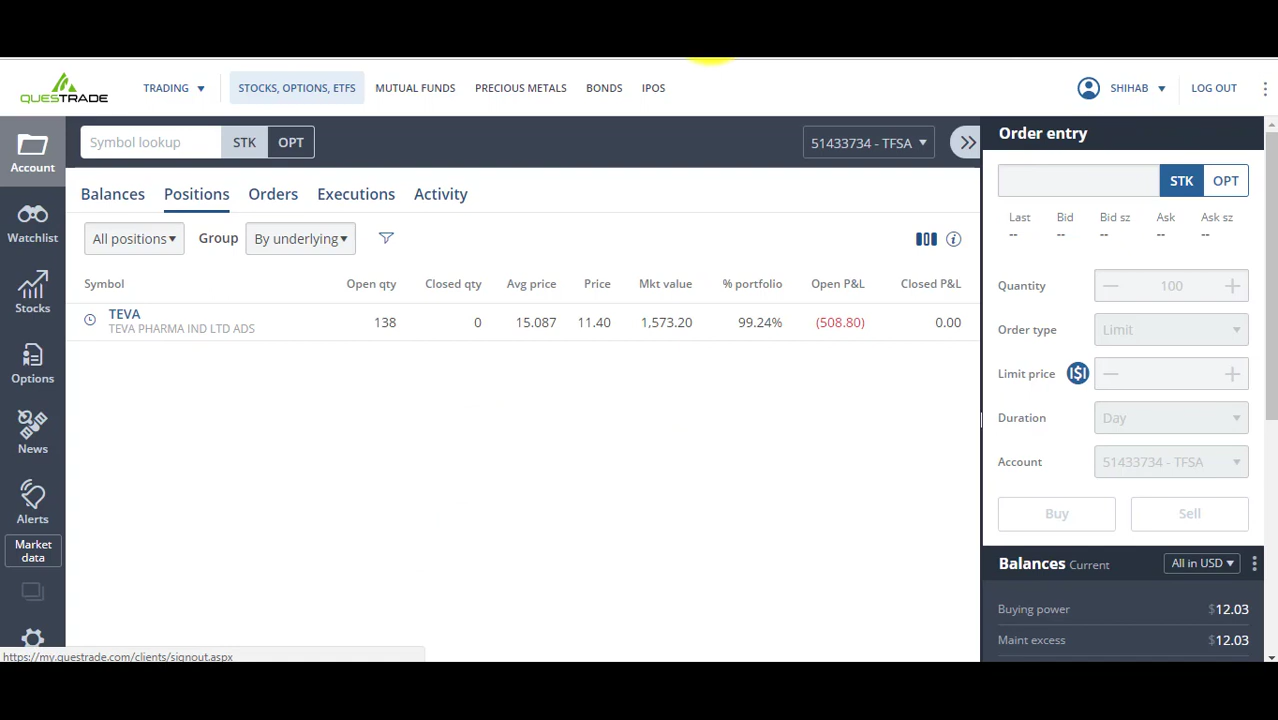 QUESTRADE
TRADING
STOCKS, OPTIONS, ETFS
MUTUAL FUNDS
PRECIOUS METALS
BONDS
IPOS
SHIHAB
LOG OUT
Account
Watchlist
Stocks
Options
News
Alerts
Market
data
Symbol lookup
STK
OPT
51433734 - TFSA
Balances
Positions
Orders
Executions
Activity
All positions
Group
By underlying
Symbol Open qty Closed qty Avg price Price Mkt value % portfolio Open P&L Closed P&L
TEVA
TEVA PHARMA IND LTD ADS
138 0 15.087 11.40 1,573.20 99.24% (508.80) 0.00
Order entry
STK
OPT
Last Bid Bid sz Ask Ask sz
-- -- -- -- --
Quantity 100
Order type Limit
Limit price
Duration Day
Account 51433734 - TFSA
Buy
Sell
Balances Current
All in USD
Buying power $12.03
Maint excess $12.03
https://my.questrade.com/clients/signout.aspx